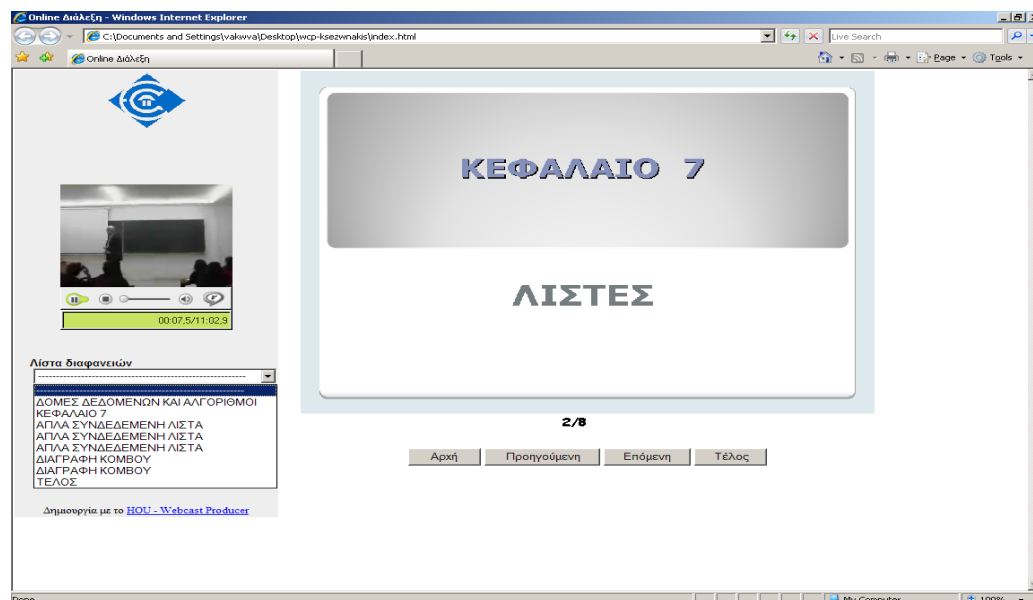 Online Διάλεξη - Windows Internet Explorer
C:\Documents and Settings\vakwva\Desktop\wcp-ksezwnakis\index.html
Live Search
Online Διάλεξη
Page
Tools
ΚΕΦΑΛΑΙΟ 7
ΛΙΣΤΕΣ
00:07,5/11:02,9
Λίστα διαφανειών
ΔΟΜΕΣ ΔΕΔΟΜΕΝΩΝ ΚΑΙ ΑΛΓΟΡΙΘΜΟΙ
ΚΕΦΑΛΑΙΟ 7
ΑΠΛΑ ΣΥΝΔΕΔΕΜΕΝΗ ΛΙΣΤΑ
ΑΠΛΑ ΣΥΝΔΕΔΕΜΕΝΗ ΛΙΣΤΑ
ΑΠΛΑ ΣΥΝΔΕΔΕΜΕΝΗ ΛΙΣΤΑ
ΔΙΑΓΡΑΦΗ ΚΟΜΒΟΥ
ΔΙΑΓΡΑΦΗ ΚΟΜΒΟΥ
ΤΕΛΟΣ
2/8
Αρχή Προηγούμενη Επόμενη Τέλος
Δημιουργία με το HOU - Webcast Producer
Done
My Computer
100%